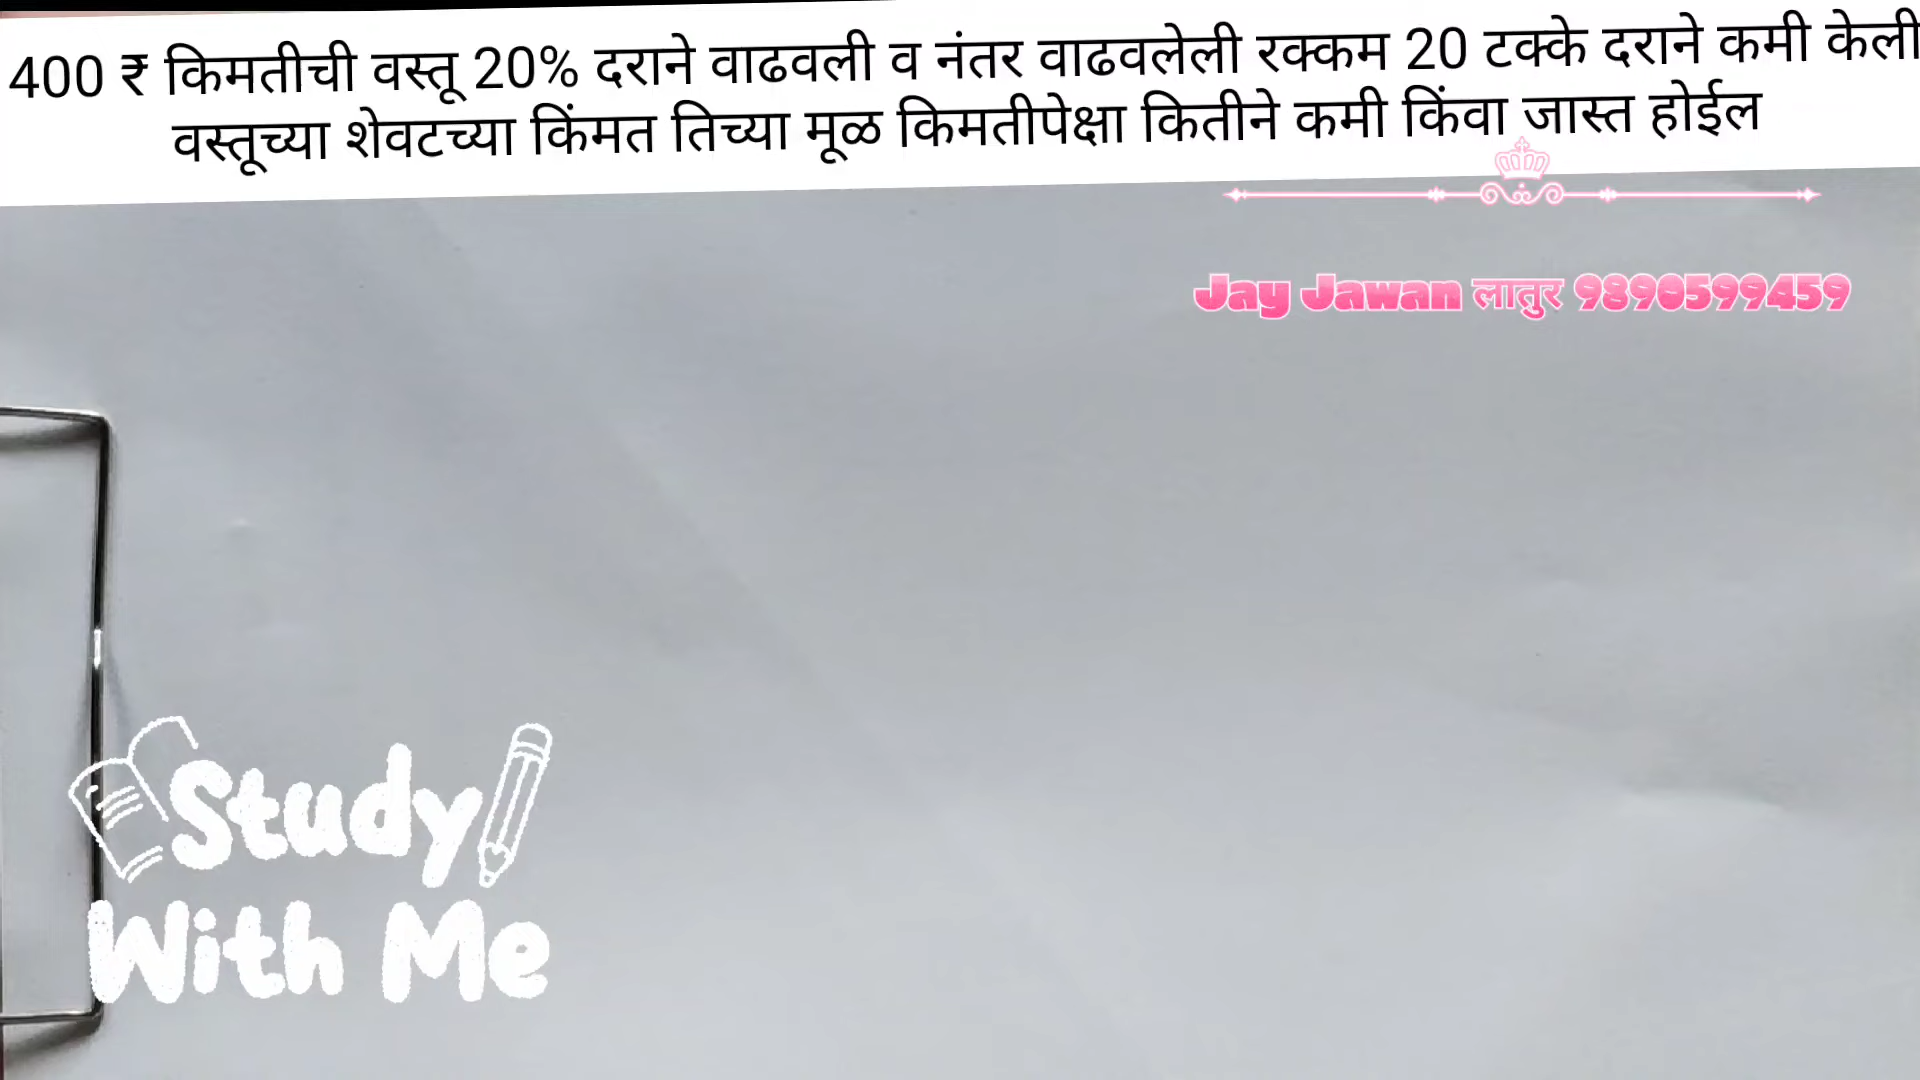 400 ₹ किमतीची वस्तू 20% दराने वाढवली व नंतर वाढवलेली रक्कम 20 टक्के दराने कमी केली
वस्तूच्या शेवटच्या किंमत तिच्या मूळ किमतीपेक्षा कितीने कमी किंवा जास्त होईल
Jay Jawan लातुर 9890599459
Study
With Me